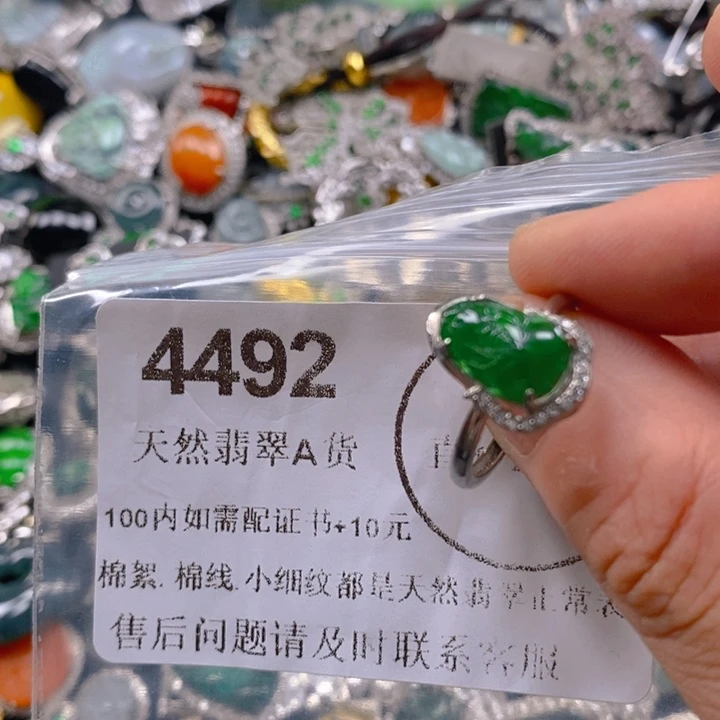 4492
天然翡翠A货
100内如需配证书+10元
棉絮.棉线.小细纹都是天然翡翠正常表
售后问题请及时联系客服